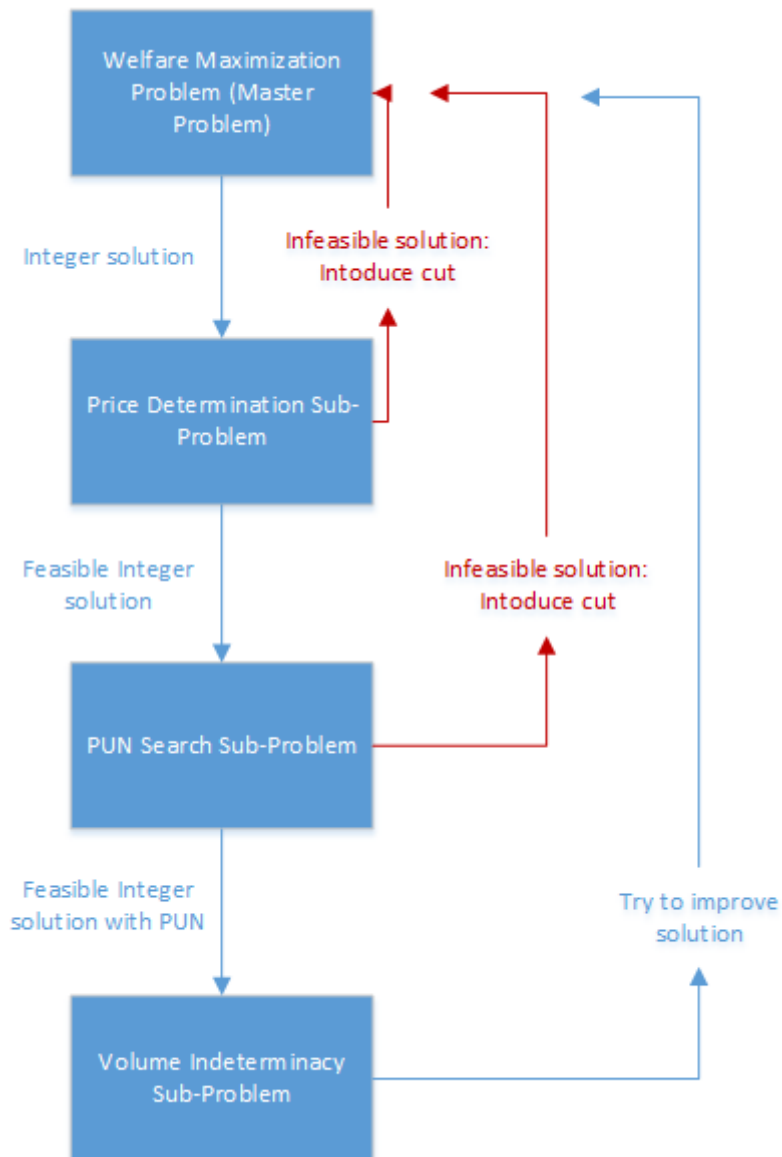 Welfare Maximization
Problem (Master
Problem)
Integer solution
Infeasible solution:
Intoduce cut
Price Determination Sub-
Problem
Feasible Integer
solution
Infeasible solution:
Intoduce cut
PUN Search Sub-Problem
Feasible Integer
solution with PUN
Try to improve
solution
Volume Indeterminacy
Sub-Problem